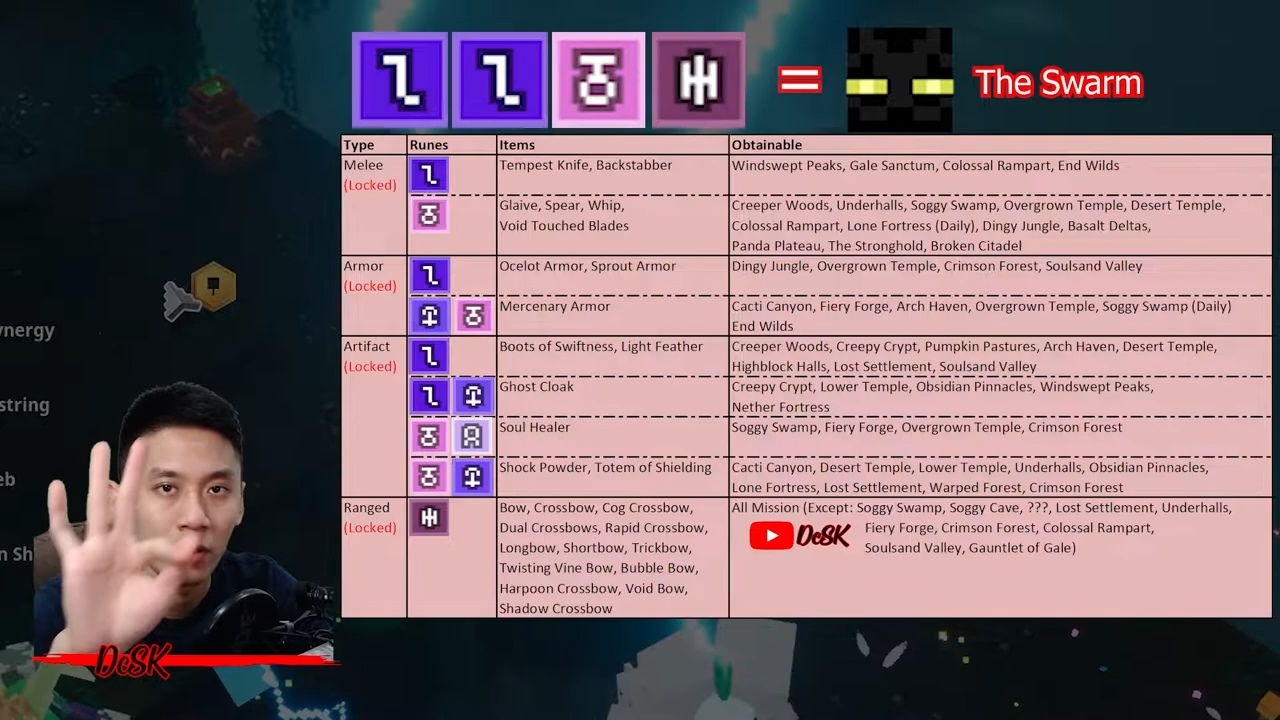 The Swarm
Type Runes Items Obtainable
Melee
(Locked)
Tempest Knife, Backstabber
Windswept Peaks, Gale Sanctum, Colossal Rampart, End Wilds
Glaive, Spear, Whip,
Void Touched Blades
Creeper Woods, Underhalls, Soggy Swamp, Overgrown Temple, Desert Temple,
Colossal Rampart, Lone Fortress (Daily), Dingy Jungle, Basalt Deltas,
Panda Plateau, The Stronghold, Broken Citadel
Armor
(Locked)
Ocelot Armor, Sprout Armor
Dingy Jungle, Overgrown Temple, Crimson Forest, Soulsand Valley
Mercenary Armor
Cacti Canyon, Fiery Forge, Arch Haven, Overgrown Temple, Soggy Swamp (Daily)
End Wilds
Artifact
(Locked)
Boots of Swiftness, Light Feather
Creeper Woods, Creepy Crypt, Pumpkin Pastures, Arch Haven, Desert Temple,
Highblock Halls, Lost Settlement, Soulsand Valley
Ghost Cloak
Creepy Crypt, Lower Temple, Obsidian Pinnacles, Windswept Peaks,
Nether Fortress
Soul Healer
Soggy Swamp, Fiery Forge, Overgrown Temple, Crimson Forest
Shock Powder, Totem of Shielding
Cacti Canyon, Desert Temple, Lower Temple, Underhalls, Obsidian Pinnacles,
Lone Fortress, Lost Settlement, Warped Forest, Crimson Forest
Ranged
(Locked)
Bow, Crossbow, Cog Crossbow,
Dual Crossbows, Rapid Crossbow,
Longbow, Shortbow, Trickbow,
Twisting Vine Bow, Bubble Bow,
Harpoon Crossbow, Void Bow,
Shadow Crossbow
All Mission (Except: Soggy Swamp, Soggy Cave, ???, Lost Settlement, Underhalls,
Fiery Forge, Crimson Forest, Colossal Rampart,
Soulsand Valley, Gauntlet of Gale)
DcSK
ynergy
string
eb
n Sh
DcSK